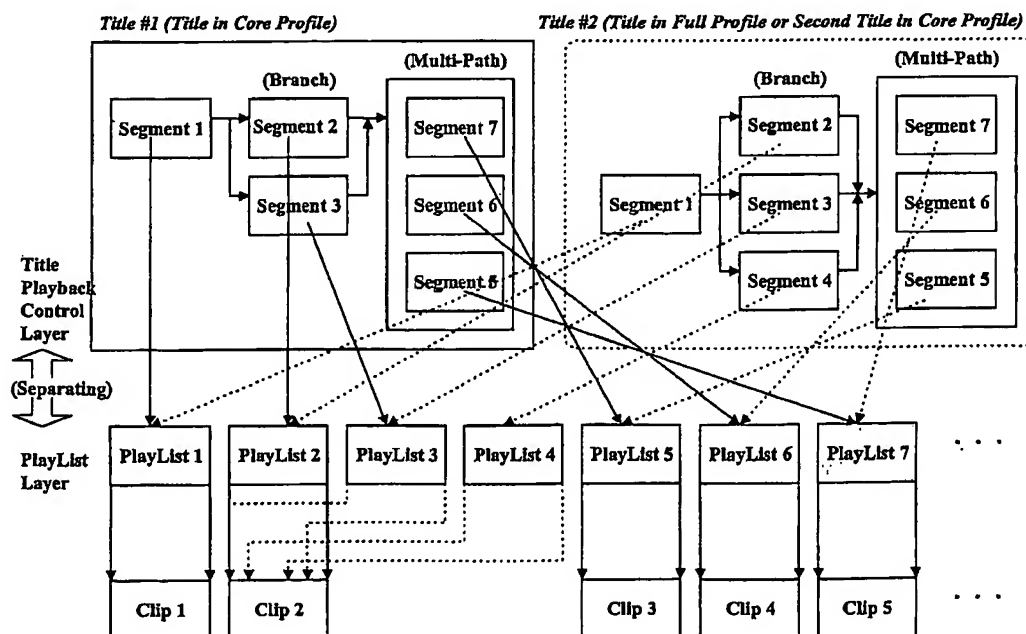 Title #1 (Title in Core Profile)
Title #2 (Title in Full Profile or Second Title in Core Profile)
(Multi-Path)
(Branch)
Segment 1
Segment 2
Segment 3
Segment 7
Segment 6
Segment 5
(Multi-Path)
(Branch)
Segment 1
Segment 2
Segment 3
Segment 4
Segment 7
Segment 6
Segment 5
Title
Playback
Control
Layer
(Separating)
PlayList
Layer
PlayList 1
PlayList 2
PlayList 3
PlayList 4
PlayList 5
PlayList 6
PlayList 7
. . .
Clip 1
Clip 2
Clip 3
Clip 4
Clip 5
. . .